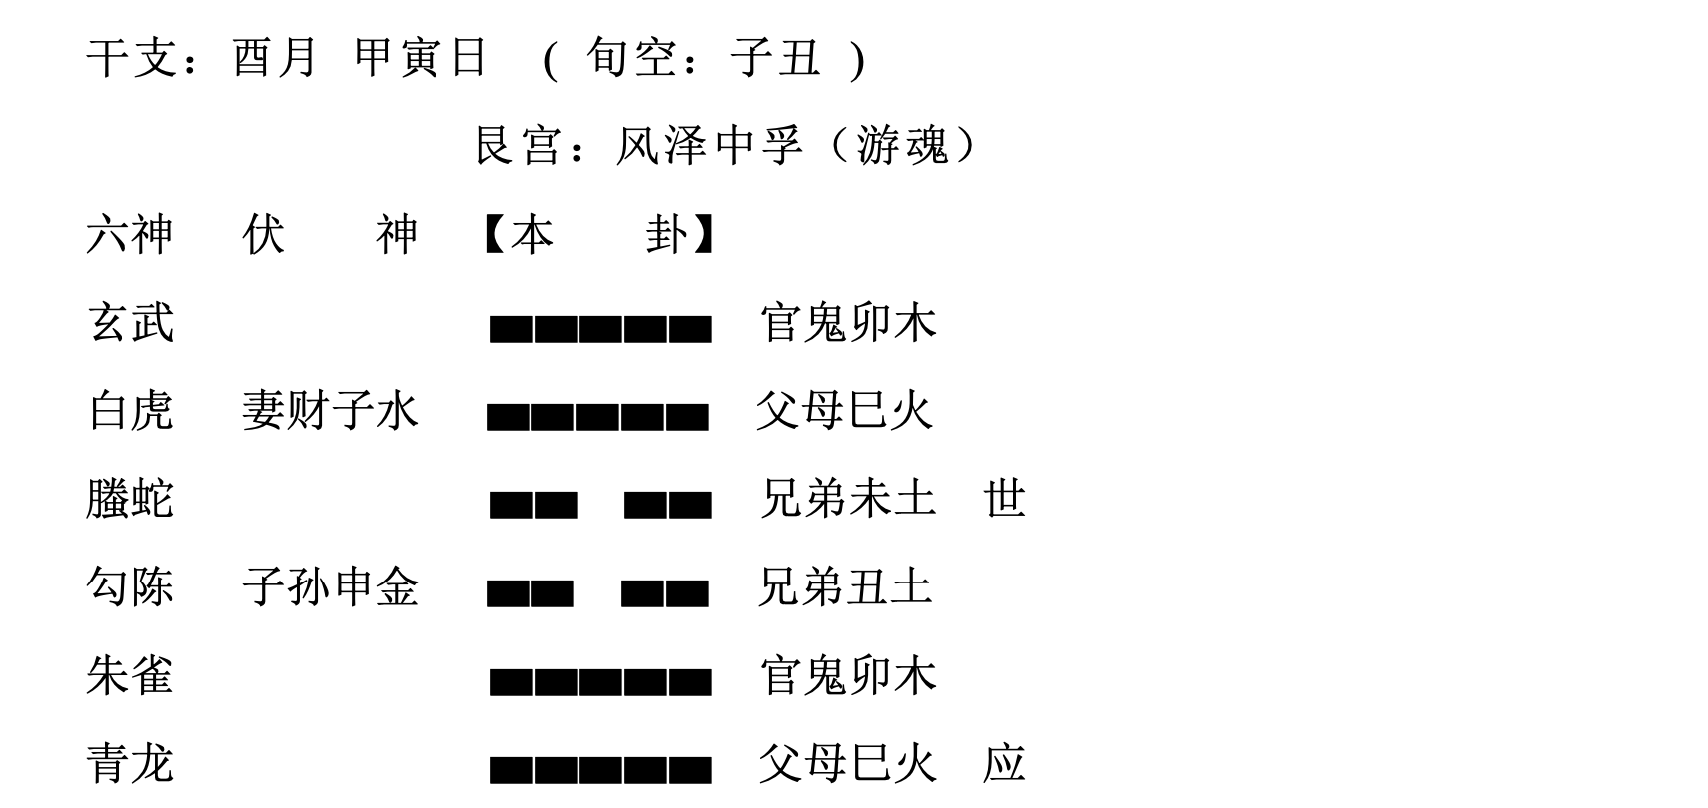 干支：酉月 甲寅日 （旬空：子丑）
艮宫：风泽中孚（游魂）
六神 伏 神 【本 卦】
玄武 官鬼卯木
白虎 妻财子水 父母巳火
螣蛇 兄弟未土 世
勾陈 子孙申金 兄弟丑土
朱雀 官鬼卯木
青龙 父母巳火 应